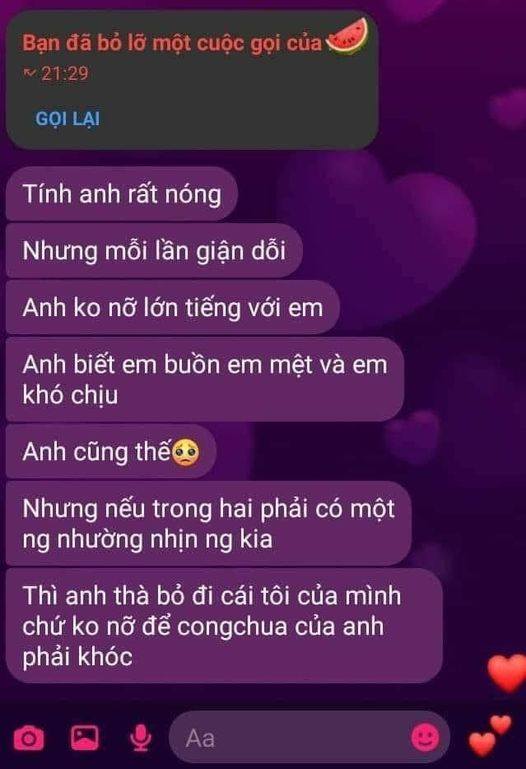 Bạn đã bỏ lỡ một cuộc gọi của 🍉
21:29
GỌI LẠI
Tính anh rất nóng
Nhưng mỗi lần giận dỗi
Anh ko nỡ lớn tiếng với em
Anh biết em buồn em mệt và em
khó chịu
Anh cũng thế🥺
Nhưng nếu trong hai phải có một
ng nhường nhịn ng kia
Thì anh thà bỏ đi cái tôi của mình
chứ ko nỡ để congchua của anh
phải khóc
Aa